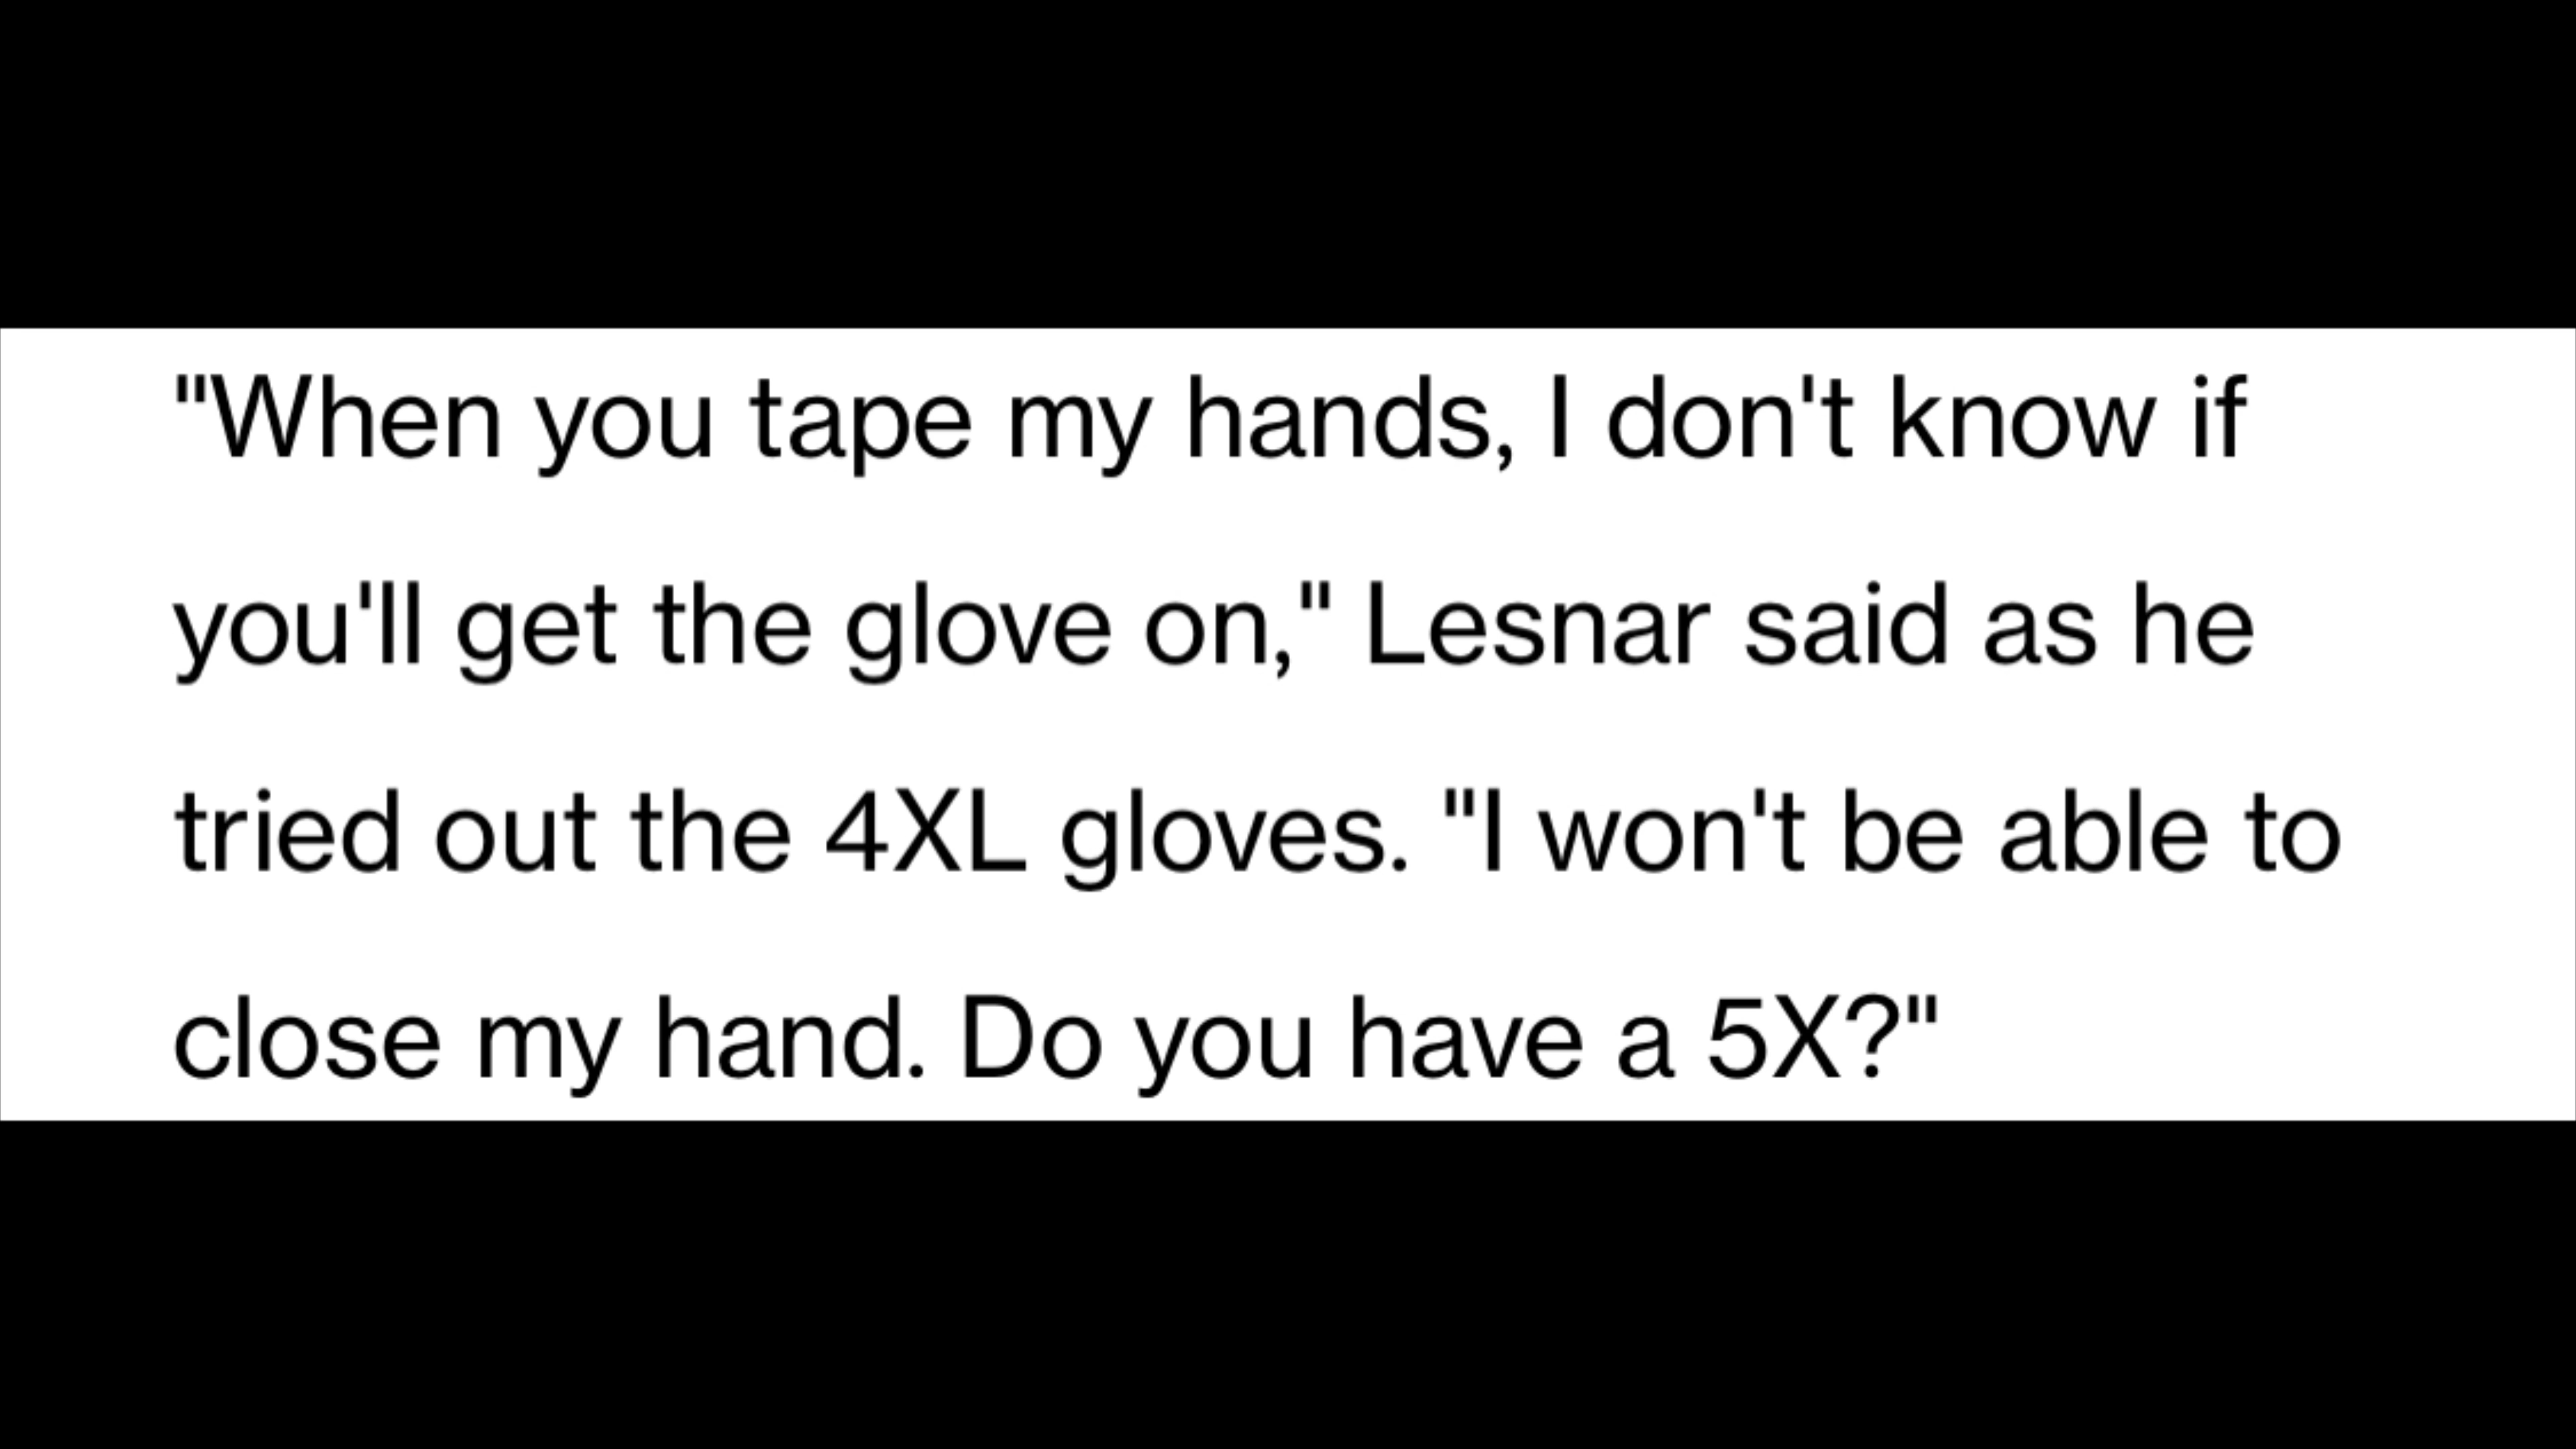 "When you tape my hands, I don't know if
you'll get the glove on," Lesnar said as he
tried out the 4XL gloves. "I won't be able to
close my hand. Do you have a 5X?"